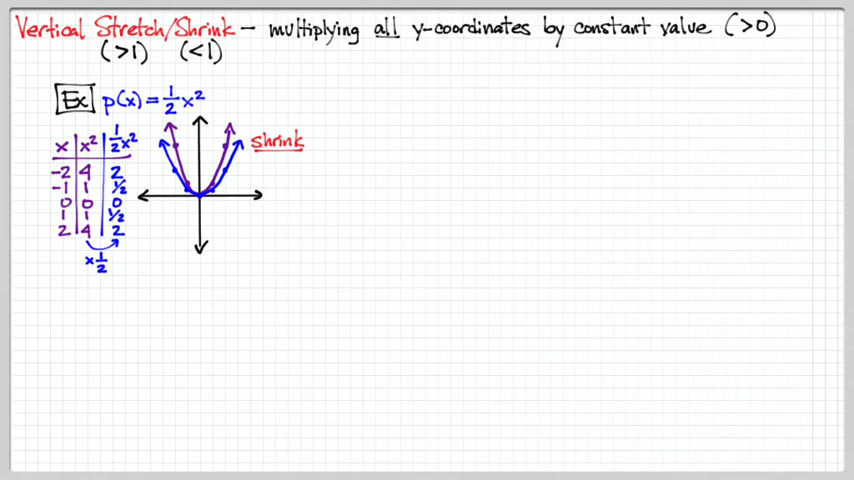 Vertical Stretch/Shrink – multiplying all y-coordinates by constant value (>0)
(>1) (<1)
Ex p(x) = 1/2 x²
shrink
x x² 1/2 x²
-2 4 2
-1 1 1/2
0 0 0
1 1 1/2
2 4 2
x 1/2